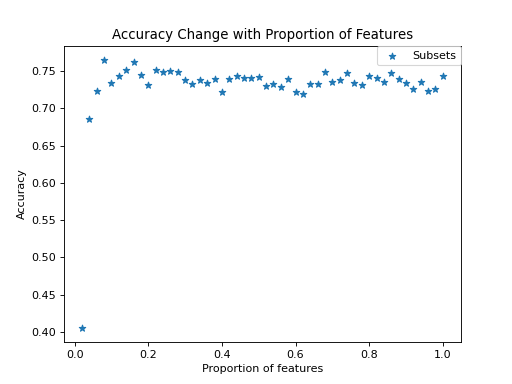 Accuracy Change with Proportion of Features
Subsets
Accuracy
0.75
0.70
0.65
0.60
0.55
0.50
0.45
0.40
0.0 0.2 0.4 0.6 0.8 1.0
Proportion of features